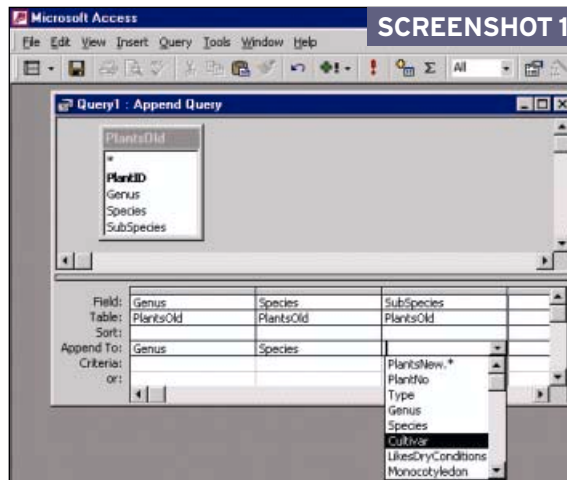 Microsoft Access
SCREENSHOT 1
File Edit View Insert Query Tools Window Help
All
Query1 : Append Query
PlantsOld
*
PlantID
Genus
Species
SubSpecies
Field: Genus Species SubSpecies
Table: PlantsOld PlantsOld PlantsOld
Sort:
Append To: Genus Species
Criteria:
or:
PlantsNew.*
PlantNo
Type
Genus
Species
Cultivar
LikesDryConditions
Monocotyledon